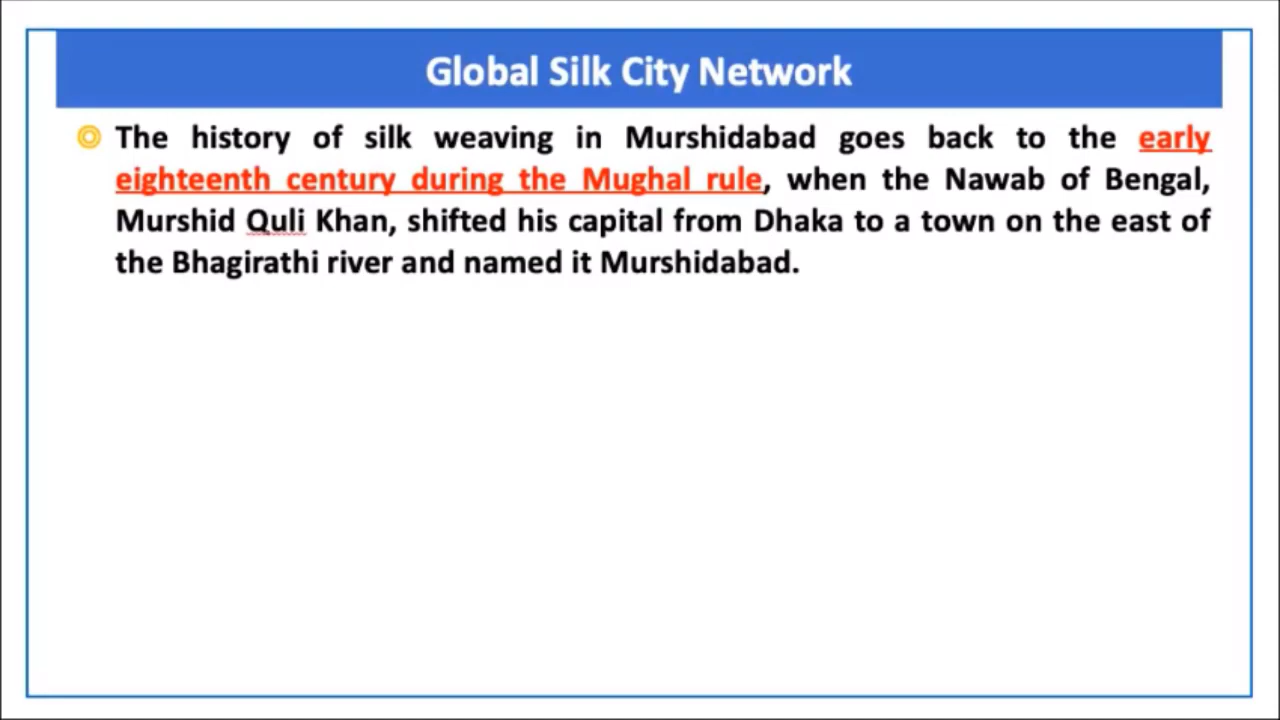 Global Silk City Network
The history of silk weaving in Murshidabad goes back to the early
eighteenth century during the Mughal rule, when the Nawab of Bengal,
Murshid Quli Khan, shifted his capital from Dhaka to a town on the east of
the Bhagirathi river and named it Murshidabad.